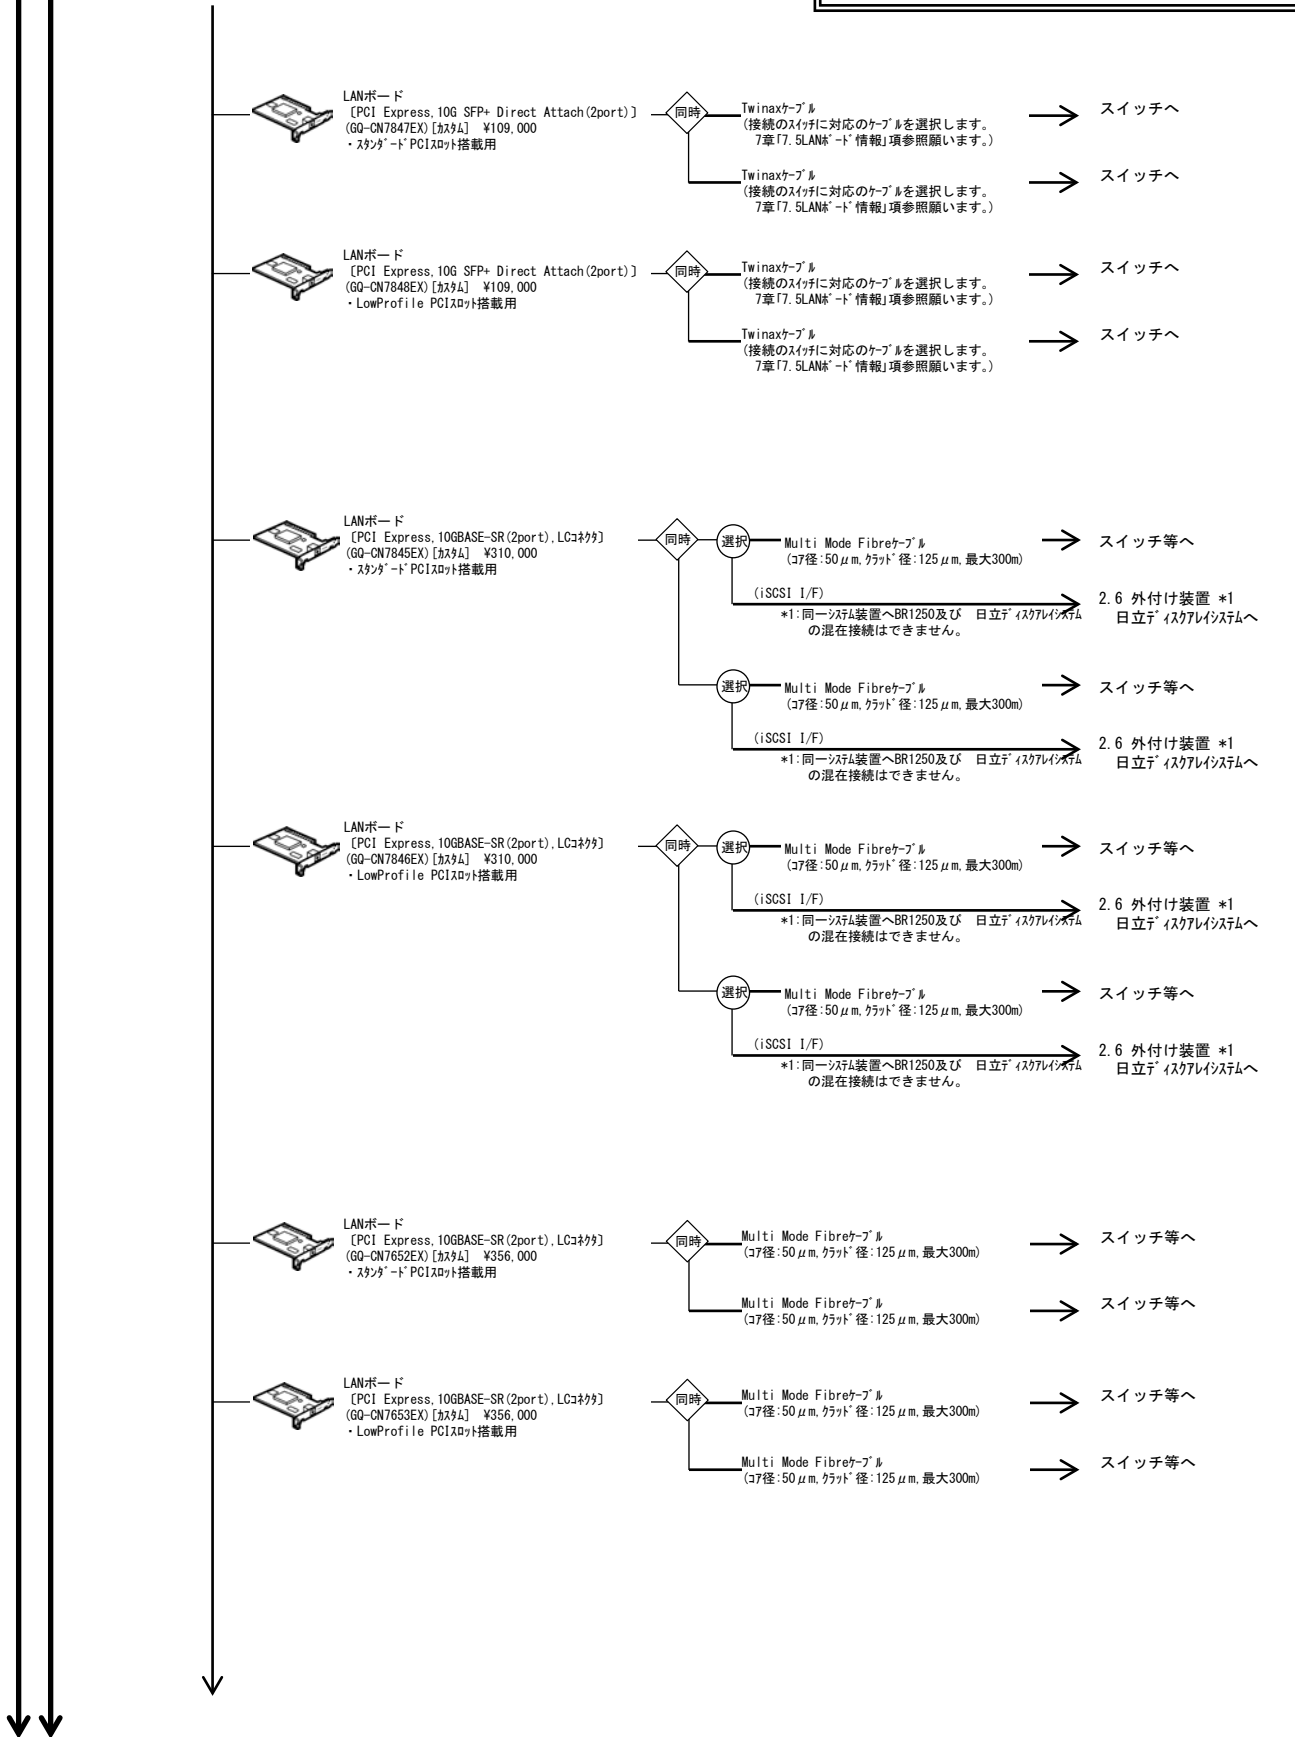 LANボード
〔PCI Express,10G SFP+ Direct Attach(2port)〕
(GQ-CN7847EX)[ｶｽﾀﾑ] ¥109,000
・ｽﾀﾝﾀﾞｰﾄﾞPCIｽﾛｯﾄ搭載用
同時
Twinaxｹｰﾌﾞﾙ
(接続のｽｲｯﾁに対応のｹｰﾌﾞﾙを選択します。
7章｢7.5LANﾎﾞｰﾄﾞ情報｣項参照願います。)
スイッチへ
Twinaxｹｰﾌﾞﾙ
(接続のｽｲｯﾁに対応のｹｰﾌﾞﾙを選択します。
7章｢7.5LANﾎﾞｰﾄﾞ情報｣項参照願います。)
スイッチへ
LANボード
〔PCI Express,10G SFP+ Direct Attach(2port)〕
(GQ-CN7848EX)[ｶｽﾀﾑ] ¥109,000
・LowProfile PCIｽﾛｯﾄ搭載用
同時
Twinaxｹｰﾌﾞﾙ
(接続のｽｲｯﾁに対応のｹｰﾌﾞﾙを選択します。
7章｢7.5LANﾎﾞｰﾄﾞ情報｣項参照願います。)
スイッチへ
Twinaxｹｰﾌﾞﾙ
(接続のｽｲｯﾁに対応のｹｰﾌﾞﾙを選択します。
7章｢7.5LANﾎﾞｰﾄﾞ情報｣項参照願います。)
スイッチへ
LANボード
〔PCI Express,10GBASE-SR(2port),LCｺﾈｸﾀ〕
(GQ-CN7845EX)[ｶｽﾀﾑ] ¥310,000
・ｽﾀﾝﾀﾞｰﾄﾞPCIｽﾛｯﾄ搭載用
同時
選択
Multi Mode Fibreｹｰﾌﾞﾙ
(ｺｱ径:50μm,ｸﾗｯﾄﾞ径:125μm,最大300m)
スイッチ等へ
(iSCSI I/F)
*1:同一ｼｽﾃﾑ装置へBR1250及び 日立ﾃﾞｨｽｸｱﾚｲｼｽﾃﾑ
の混在接続はできません。
2.6 外付け装置 *1
日立ﾃﾞｨｽｸｱﾚｲｼｽﾃﾑへ
選択
Multi Mode Fibreｹｰﾌﾞﾙ
(ｺｱ径:50μm,ｸﾗｯﾄﾞ径:125μm,最大300m)
スイッチ等へ
(iSCSI I/F)
*1:同一ｼｽﾃﾑ装置へBR1250及び 日立ﾃﾞｨｽｸｱﾚｲｼｽﾃﾑ
の混在接続はできません。
2.6 外付け装置 *1
日立ﾃﾞｨｽｸｱﾚｲｼｽﾃﾑへ
LANボード
〔PCI Express,10GBASE-SR(2port),LCｺﾈｸﾀ〕
(GQ-CN7846EX)[ｶｽﾀﾑ] ¥310,000
・LowProfile PCIｽﾛｯﾄ搭載用
同時
選択
Multi Mode Fibreｹｰﾌﾞﾙ
(ｺｱ径:50μm,ｸﾗｯﾄﾞ径:125μm,最大300m)
スイッチ等へ
(iSCSI I/F)
*1:同一ｼｽﾃﾑ装置へBR1250及び 日立ﾃﾞｨｽｸｱﾚｲｼｽﾃﾑ
の混在接続はできません。
2.6 外付け装置 *1
日立ﾃﾞｨｽｸｱﾚｲｼｽﾃﾑへ
選択
Multi Mode Fibreｹｰﾌﾞﾙ
(ｺｱ径:50μm,ｸﾗｯﾄﾞ径:125μm,最大300m)
スイッチ等へ
(iSCSI I/F)
*1:同一ｼｽﾃﾑ装置へBR1250及び 日立ﾃﾞｨｽｸｱﾚｲｼｽﾃﾑ
の混在接続はできません。
2.6 外付け装置 *1
日立ﾃﾞｨｽｸｱﾚｲｼｽﾃﾑへ
LANボード
〔PCI Express,10GBASE-SR(2port),LCｺﾈｸﾀ〕
(GQ-CN7652EX)[ｶｽﾀﾑ] ¥356,000
・ｽﾀﾝﾀﾞｰﾄﾞPCIｽﾛｯﾄ搭載用
同時
Multi Mode Fibreｹｰﾌﾞﾙ
(ｺｱ径:50μm,ｸﾗｯﾄﾞ径:125μm,最大300m)
スイッチ等へ
Multi Mode Fibreｹｰﾌﾞﾙ
(ｺｱ径:50μm,ｸﾗｯﾄﾞ径:125μm,最大300m)
スイッチ等へ
LANボード
〔PCI Express,10GBASE-SR(2port),LCｺﾈｸﾀ〕
(GQ-CN7653EX)[ｶｽﾀﾑ] ¥356,000
・LowProfile PCIｽﾛｯﾄ搭載用
同時
Multi Mode Fibreｹｰﾌﾞﾙ
(ｺｱ径:50μm,ｸﾗｯﾄﾞ径:125μm,最大300m)
スイッチ等へ
Multi Mode Fibreｹｰﾌﾞﾙ
(ｺｱ径:50μm,ｸﾗｯﾄﾞ径:125μm,最大300m)
スイッチ等へ